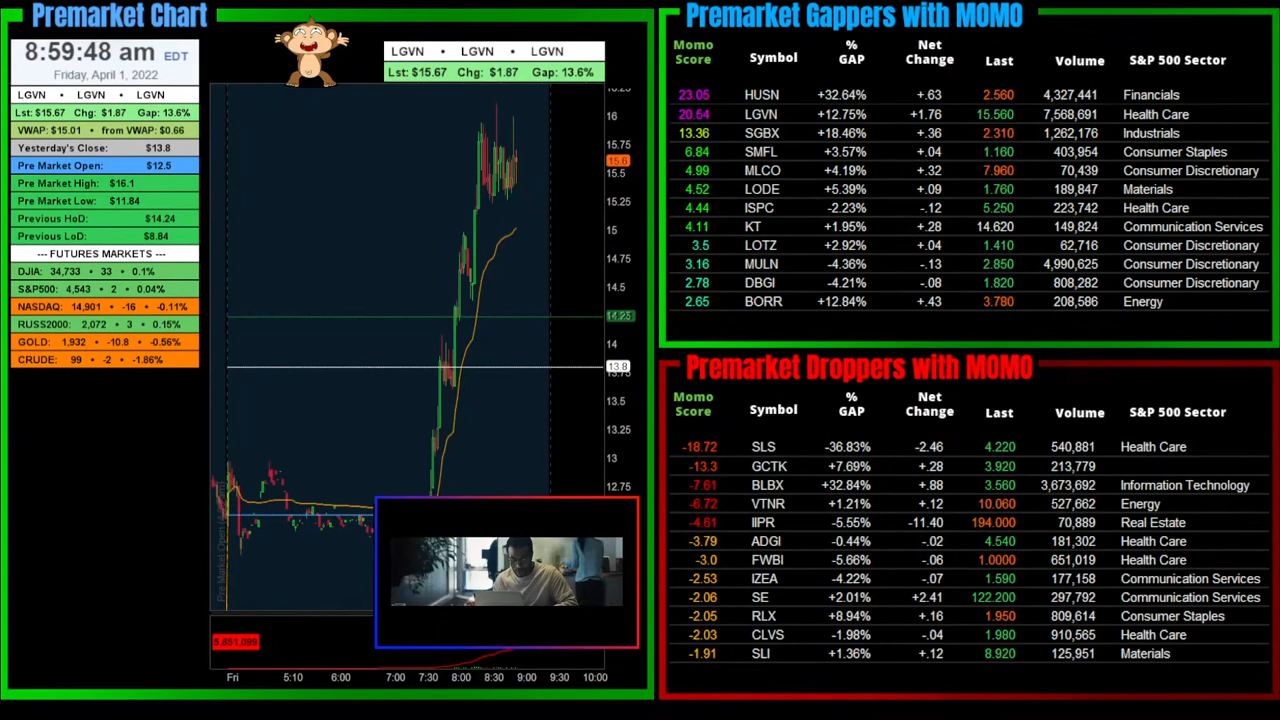 Premarket Chart
8:59:48 am EDT
Friday, April 1, 2022
LGVN • LGVN • LGVN
Lst: $15.67 Chg: $1.87 Gap: 13.6%
VWAP: $15.01 • from VWAP: $0.66
Yesterday's Close: $13.8
Pre Market Open: $12.5
Pre Market High: $16.1
Pre Market Low: $11.84
Previous HoD: $14.24
Previous LoD: $8.84
--- FUTURES MARKETS ---
DJIA: 34,733 • 33 • 0.1%
S&P500: 4,543 • 2 • 0.04%
NASDAQ: 14,901 • -16 • -0.11%
RUSS2000: 2,072 • 3 • 0.15%
GOLD: 1,932 • -10.8 • -0.56%
CRUDE: 99 • -2 • -1.86%
LGVN • LGVN • LGVN
Lst: $15.67 Chg: $1.87 Gap: 13.6%
16.25
16
15.75
15.6
15.5
15.25
15
14.75
14.5
14.23
14
13.8
13.75
13.5
13.25
13
12.75
5,851,099
Fri 5:10 6:00 7:00 7:30 8:00 8:30 9:00 9:30 10:00
Premarket Gappers with MOMO
Momo Score Symbol % GAP Net Change Last Volume S&P 500 Sector
23.05 HUSN +32.64% +.63 2.560 4,327,441 Financials
20.54 LGVN +12.75% +1.76 15.560 7,568,691 Health Care
13.36 SGBX +18.46% +.36 2.310 1,262,176 Industrials
6.84 SMFL +3.57% +.04 1.160 403,954 Consumer Staples
4.99 MLCO +4.19% +.32 7.960 70,439 Consumer Discretionary
4.52 LODE +5.39% +.09 1.760 189,847 Materials
4.44 ISPC -2.23% -.12 5.250 223,742 Health Care
4.11 KT +1.95% +.28 14.620 149,824 Communication Services
3.5 LOTZ +2.92% +.04 1.410 62,716 Consumer Discretionary
3.16 MULN -4.36% -.13 2.850 4,990,625 Consumer Discretionary
2.78 DBGI -4.21% -.08 1.820 808,282 Consumer Discretionary
2.65 BORR +12.84% +.43 3.780 208,586 Energy
Premarket Droppers with MOMO
Momo Score Symbol % GAP Net Change Last Volume S&P 500 Sector
-18.72 SLS -36.83% -2.46 4.220 540,881 Health Care
-13.3 GCTK +7.69% +.28 3.920 213,779
-7.61 BLBX +32.84% +.88 3.560 3,673,692 Information Technology
-6.72 VTNR +1.21% +.12 10.060 527,662 Energy
-4.61 IIPR -5.55% -11.40 194.000 70,889 Real Estate
-3.79 ADGI -0.44% -.02 4.540 181,302 Health Care
-3.0 FWBI -5.66% -.06 1.0000 651,019 Health Care
-2.53 IZEA -4.22% -.07 1.590 177,158 Communication Services
-2.06 SE +2.01% +2.41 122.200 297,792 Communication Services
-2.05 RLX +8.94% +.16 1.950 809,614 Consumer Staples
-2.03 CLVS -1.98% -.04 1.980 910,565 Health Care
-1.91 SLI +1.36% +.12 8.920 125,951 Materials